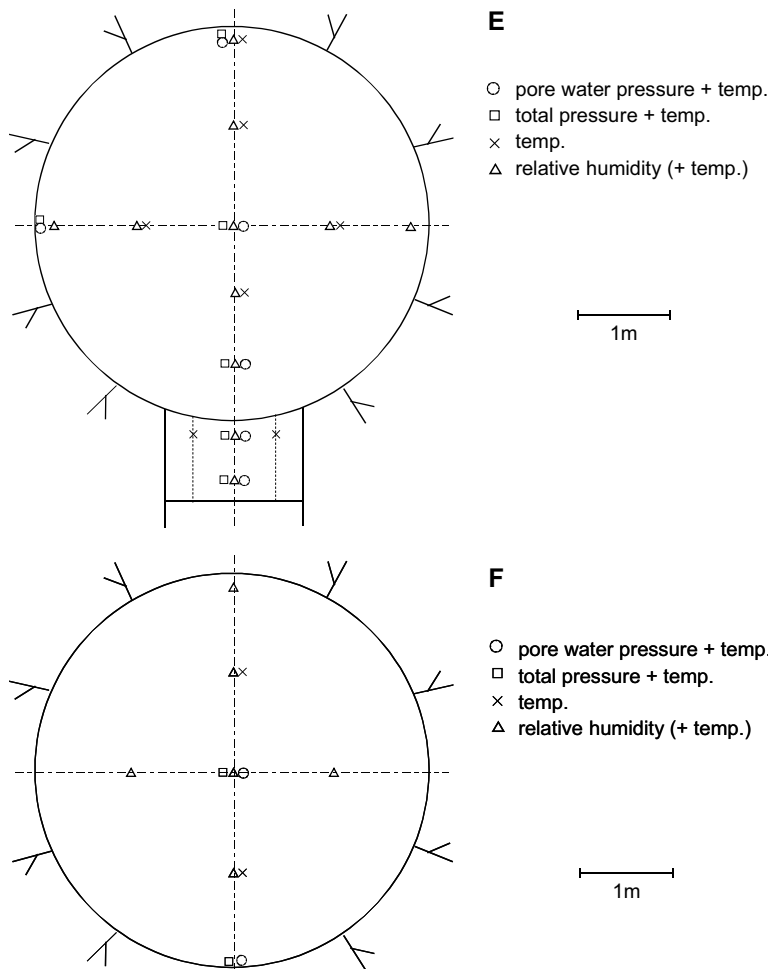 E
pore water pressure + temp.
total pressure + temp.
temp.
relative humidity (+ temp.)
1m
F
pore water pressure + temp.
total pressure + temp.
temp.
relative humidity (+ temp.)
1m